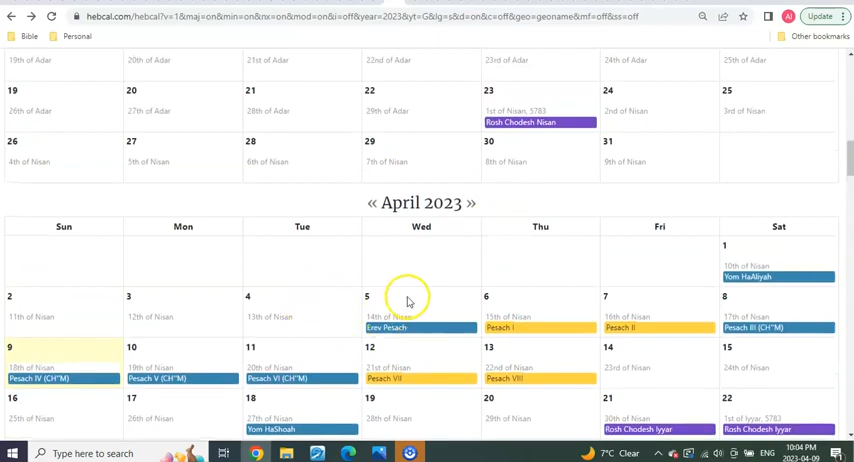 hebcal.com/hebcal?v=1&maj=on&min=on&nx=on&mod=on&i=off&year=2023&yt=G&lg=s&d=on&c=off&geo=geoname&mf=off&ss=off
Update
Bible Personal Other bookmarks
19th of Adar 20th of Adar 21st of Adar 22nd of Adar 23rd of Adar 24th of Adar 25th of Adar
19 20 21 22 23 24 25
26th of Adar 27th of Adar 28th of Adar 29th of Adar 1st of Nisan, 5783 2nd of Nisan 3rd of Nisan
Rosh Chodesh Nisan
26 27 28 29 30 31
4th of Nisan 5th of Nisan 6th of Nisan 7th of Nisan 8th of Nisan 9th of Nisan
« April 2023 »
Sun Mon Tue Wed Thu Fri Sat
1
10th of Nisan
Yom HaAliyah
2 3 4 5 6 7 8
11th of Nisan 12th of Nisan 13th of Nisan 14th of Nisan 15th of Nisan 16th of Nisan 17th of Nisan
Erev Pesach Pesach I Pesach II Pesach III (CH"M)
9 10 11 12 13 14 15
18th of Nisan 19th of Nisan 20th of Nisan 21st of Nisan 22nd of Nisan 23rd of Nisan 24th of Nisan
Pesach IV (CH"M) Pesach V (CH"M) Pesach VI (CH"M) Pesach VII Pesach VIII
16 17 18 19 20 21 22
25th of Nisan 26th of Nisan 27th of Nisan 28th of Nisan 29th of Nisan 30th of Nisan 1st of Iyyar, 5783
Yom HaShoah Rosh Chodesh Iyyar Rosh Chodesh Iyyar
Type here to search 7°C Clear ENG 10:04 PM
2023-04-09